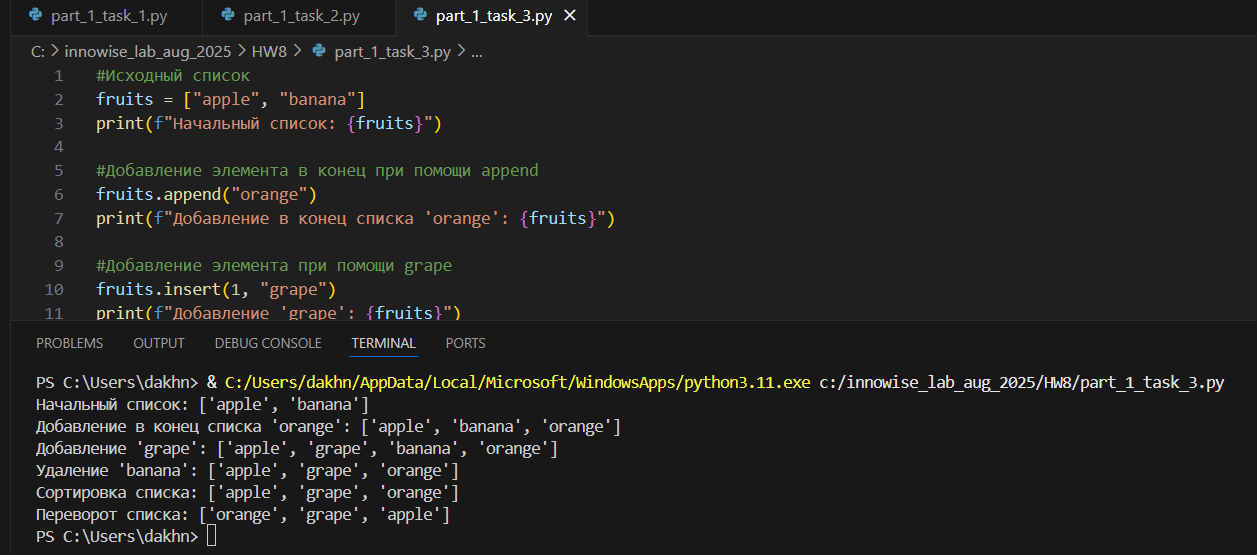 part_1_task_1.py part_1_task_2.py part_1_task_3.py
C: > innowise_lab_aug_2025 > HW8 > part_1_task_3.py > ...
1 #Исходный список
2 fruits = ["apple", "banana"]
3 print(f"Начальный список: {fruits}")
4
5 #Добавление элемента в конец при помощи append
6 fruits.append("orange")
7 print(f"Добавление в конец списка 'orange': {fruits}")
8
9 #Добавление элемента при помощи grape
10 fruits.insert(1, "grape")
11 print(f"Добавление 'grape': {fruits}")
PROBLEMS OUTPUT DEBUG CONSOLE TERMINAL PORTS
PS C:\Users\dakhn> & C:/Users/dakhn/AppData/Local/Microsoft/WindowsApps/python3.11.exe c:/innowise_lab_aug_2025/HW8/part_1_task_3.py
Начальный список: ['apple', 'banana']
Добавление в конец списка 'orange': ['apple', 'banana', 'orange']
Добавление 'grape': ['apple', 'grape', 'banana', 'orange']
Удаление 'banana': ['apple', 'grape', 'orange']
Сортировка списка: ['apple', 'grape', 'orange']
Переворот списка: ['orange', 'grape', 'apple']
PS C:\Users\dakhn>